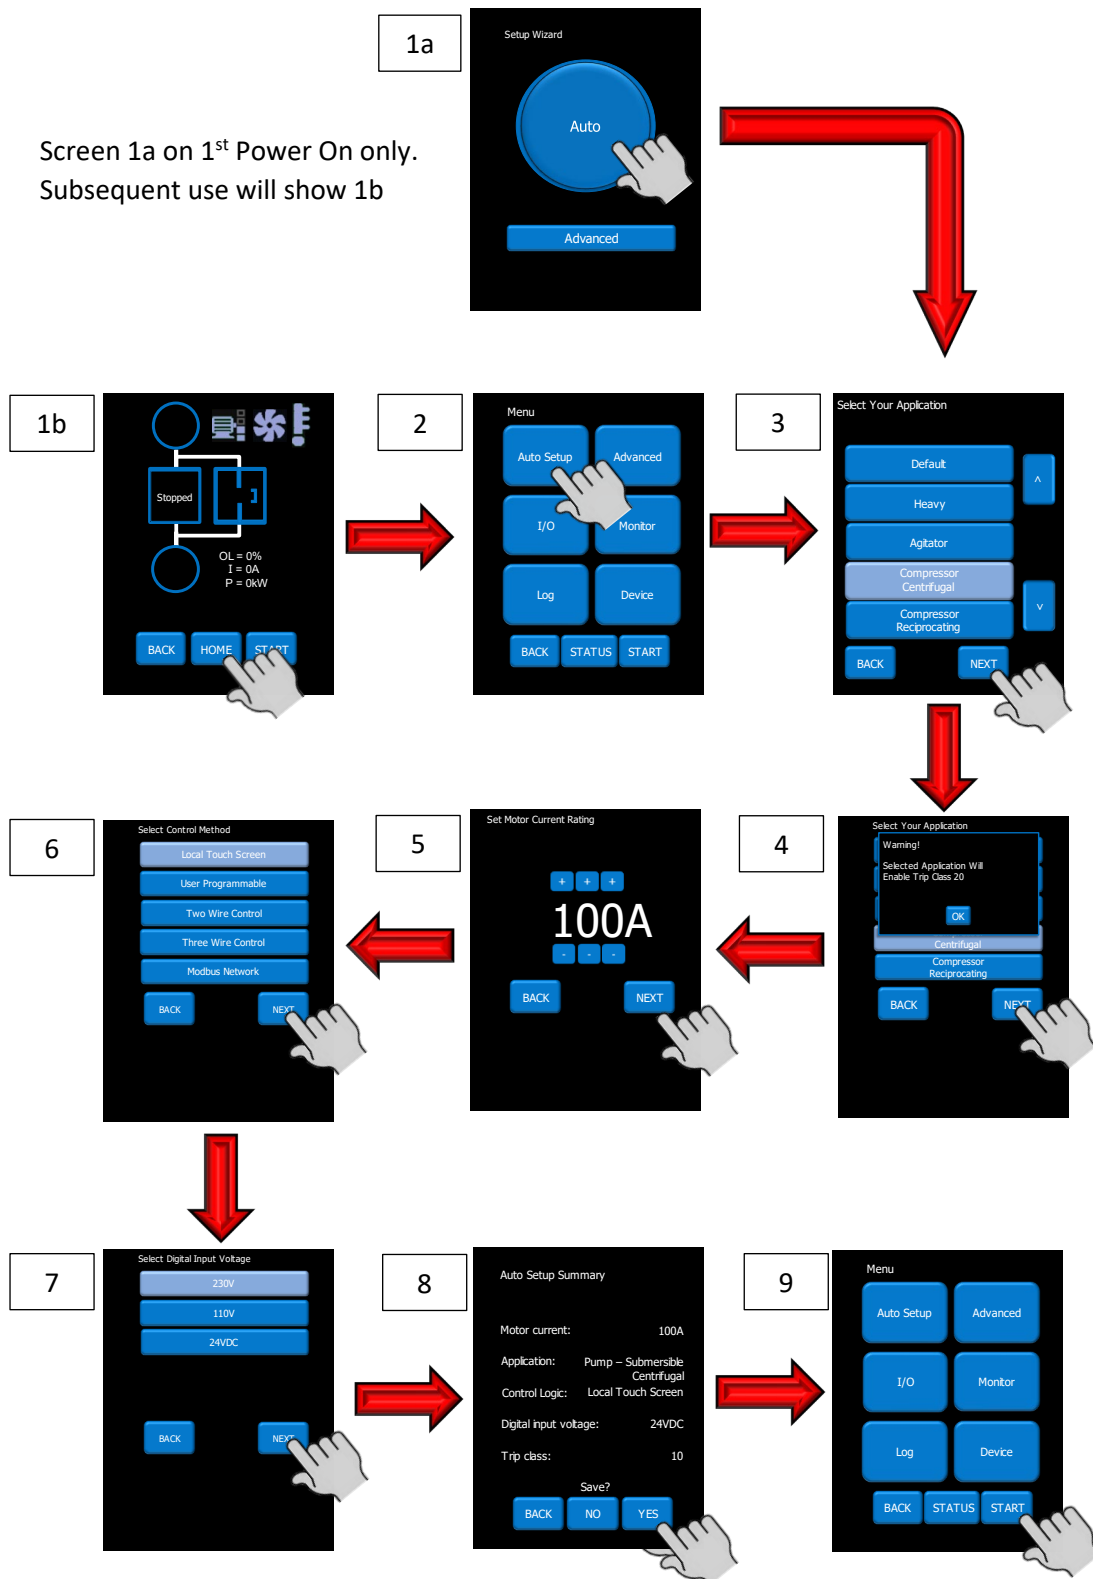 1a
Setup Wizard
Auto
Advanced
Screen 1a on 1st Power On only.
Subsequent use will show 1b
1b
Stopped
OL = 0%
I = 0A
P = 0kW
BACK HOME START
2
Menu
Auto Setup Advanced
I/O Monitor
Log Device
BACK STATUS START
3
Select Your Application
Default
Heavy
Agitator
Compressor
Centrifugal
Compressor
Reciprocating
^
v
BACK NEXT
4
Select Your Application
Warning!
Selected Application Will
Enable Trip Class 20
OK
Centrifugal
Compressor
Reciprocating
BACK NEXT
5
Set Motor Current Rating
+ + +
100A
- - -
BACK NEXT
6
Select Control Method
Local Touch Screen
User Programmable
Two Wire Control
Three Wire Control
Modbus Network
BACK NEXT
7
Select Digital Input Voltage
230V
110V
24VDC
BACK NEXT
8
Auto Setup Summary
Motor current: 100A
Application: Pump – Submersible
Centrifugal
Control Logic: Local Touch Screen
Digital input voltage: 24VDC
Trip class: 10
Save?
BACK NO YES
9
Menu
Auto Setup Advanced
I/O Monitor
Log Device
BACK STATUS START